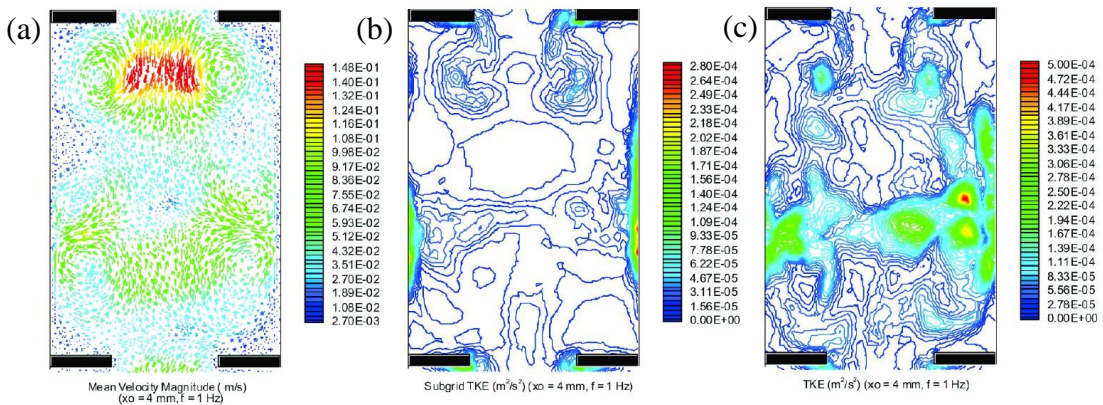 (a)
1.48E-01
1.40E-01
1.32E-01
1.24E-01
1.16E-01
1.08E-01
9.98E-02
9.17E-02
8.36E-02
7.55E-02
6.74E-02
5.93E-02
5.12E-02
4.32E-02
3.51E-02
2.70E-02
1.89E-02
1.08E-02
2.70E-03
Mean Velocity Magnitude ( m/s)
(xo = 4 mm, f = 1 Hz)
(b)
2.80E-04
2.64E-04
2.49E-04
2.33E-04
2.18E-04
2.02E-04
1.87E-04
1.71E-04
1.56E-04
1.40E-04
1.24E-04
1.09E-04
9.33E-05
7.78E-05
6.22E-05
4.67E-05
3.11E-05
1.56E-05
0.00E+00
Subgrid TKE (m²/s²) (xo = 4 mm, f = 1 Hz)
(c)
5.00E-04
4.72E-04
4.44E-04
4.17E-04
3.89E-04
3.61E-04
3.33E-04
3.06E-04
2.78E-04
2.50E-04
2.22E-04
1.94E-04
1.67E-04
1.39E-04
1.11E-04
8.33E-05
5.56E-05
2.78E-05
0.00E+00
TKE (m²/s²) (xo = 4 mm, f = 1 Hz)